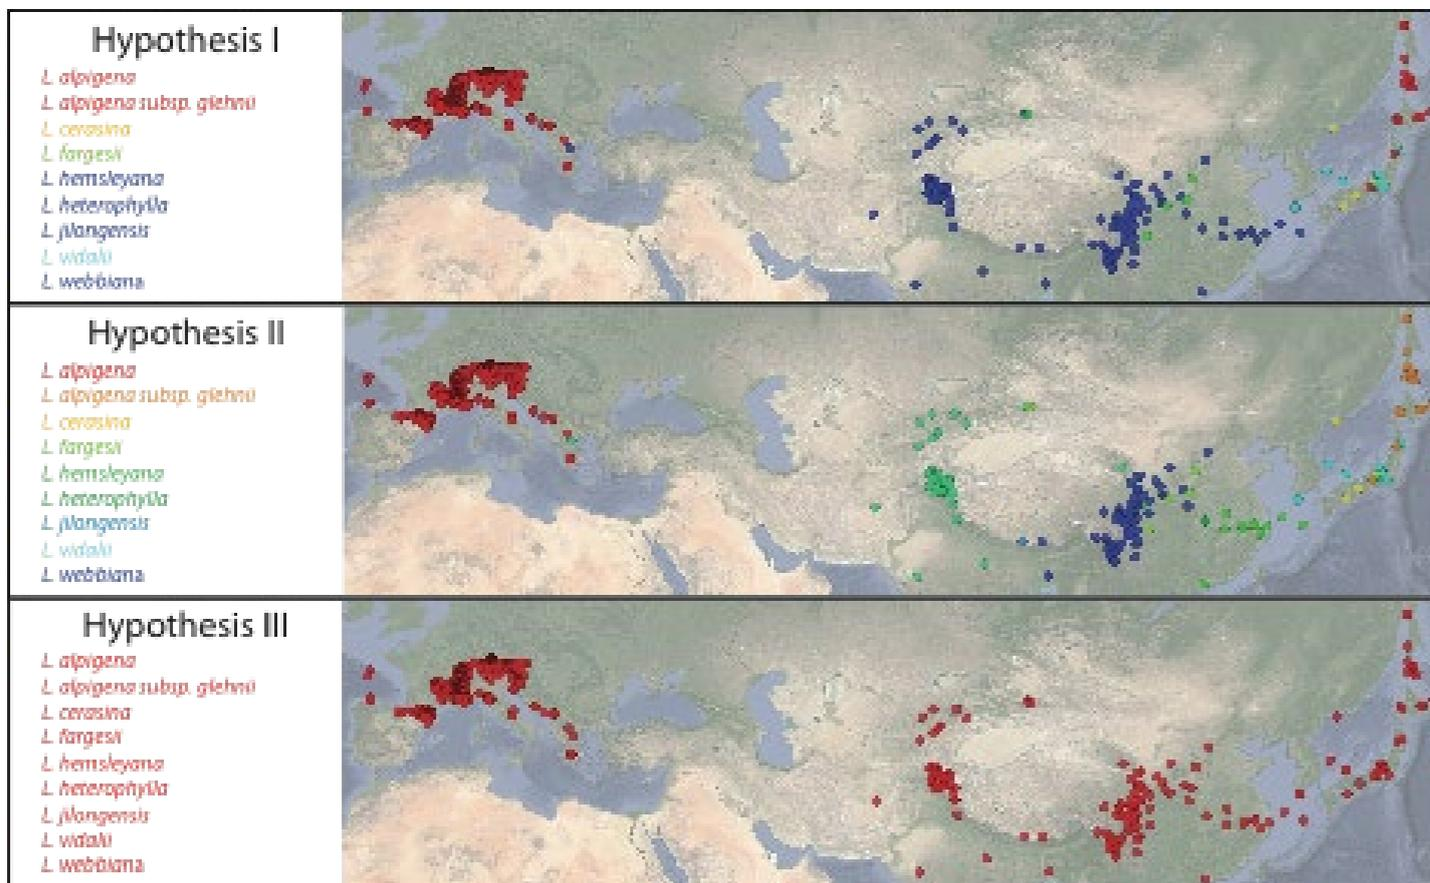 Hypothesis I
L. alpigena
L. alpigena subsp. glehnii
L. cerasina
L. fargesii
L. hemsleyana
L. heterophylla
L. jilongensis
L. vidalii
L. webbiana
Hypothesis II
L. alpigena
L. alpigena subsp. glehnii
L. cerasina
L. fargesii
L. hemsleyana
L. heterophylla
L. jilongensis
L. vidalii
L. webbiana
Hypothesis III
L. alpigena
L. alpigena subsp. glehnii
L. cerasina
L. fargesii
L. hemsleyana
L. heterophylla
L. jilongensis
L. vidalii
L. webbiana